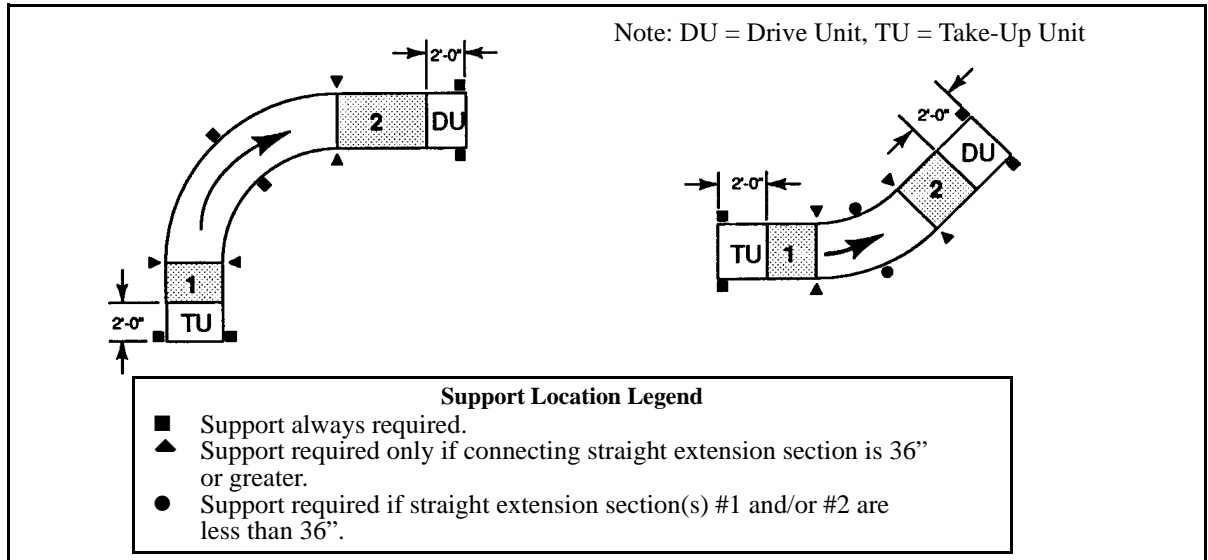 Note: DU = Drive Unit, TU = Take-Up Unit
2'-0"
2 DU
1
2'-0"
TU
2'-0"
DU
2
2'-0"
TU 1
Support Location Legend
■ Support always required.
▲ Support required only if connecting straight extension section is 36”
or greater.
● Support required if straight extension section(s) #1 and/or #2 are
less than 36”.